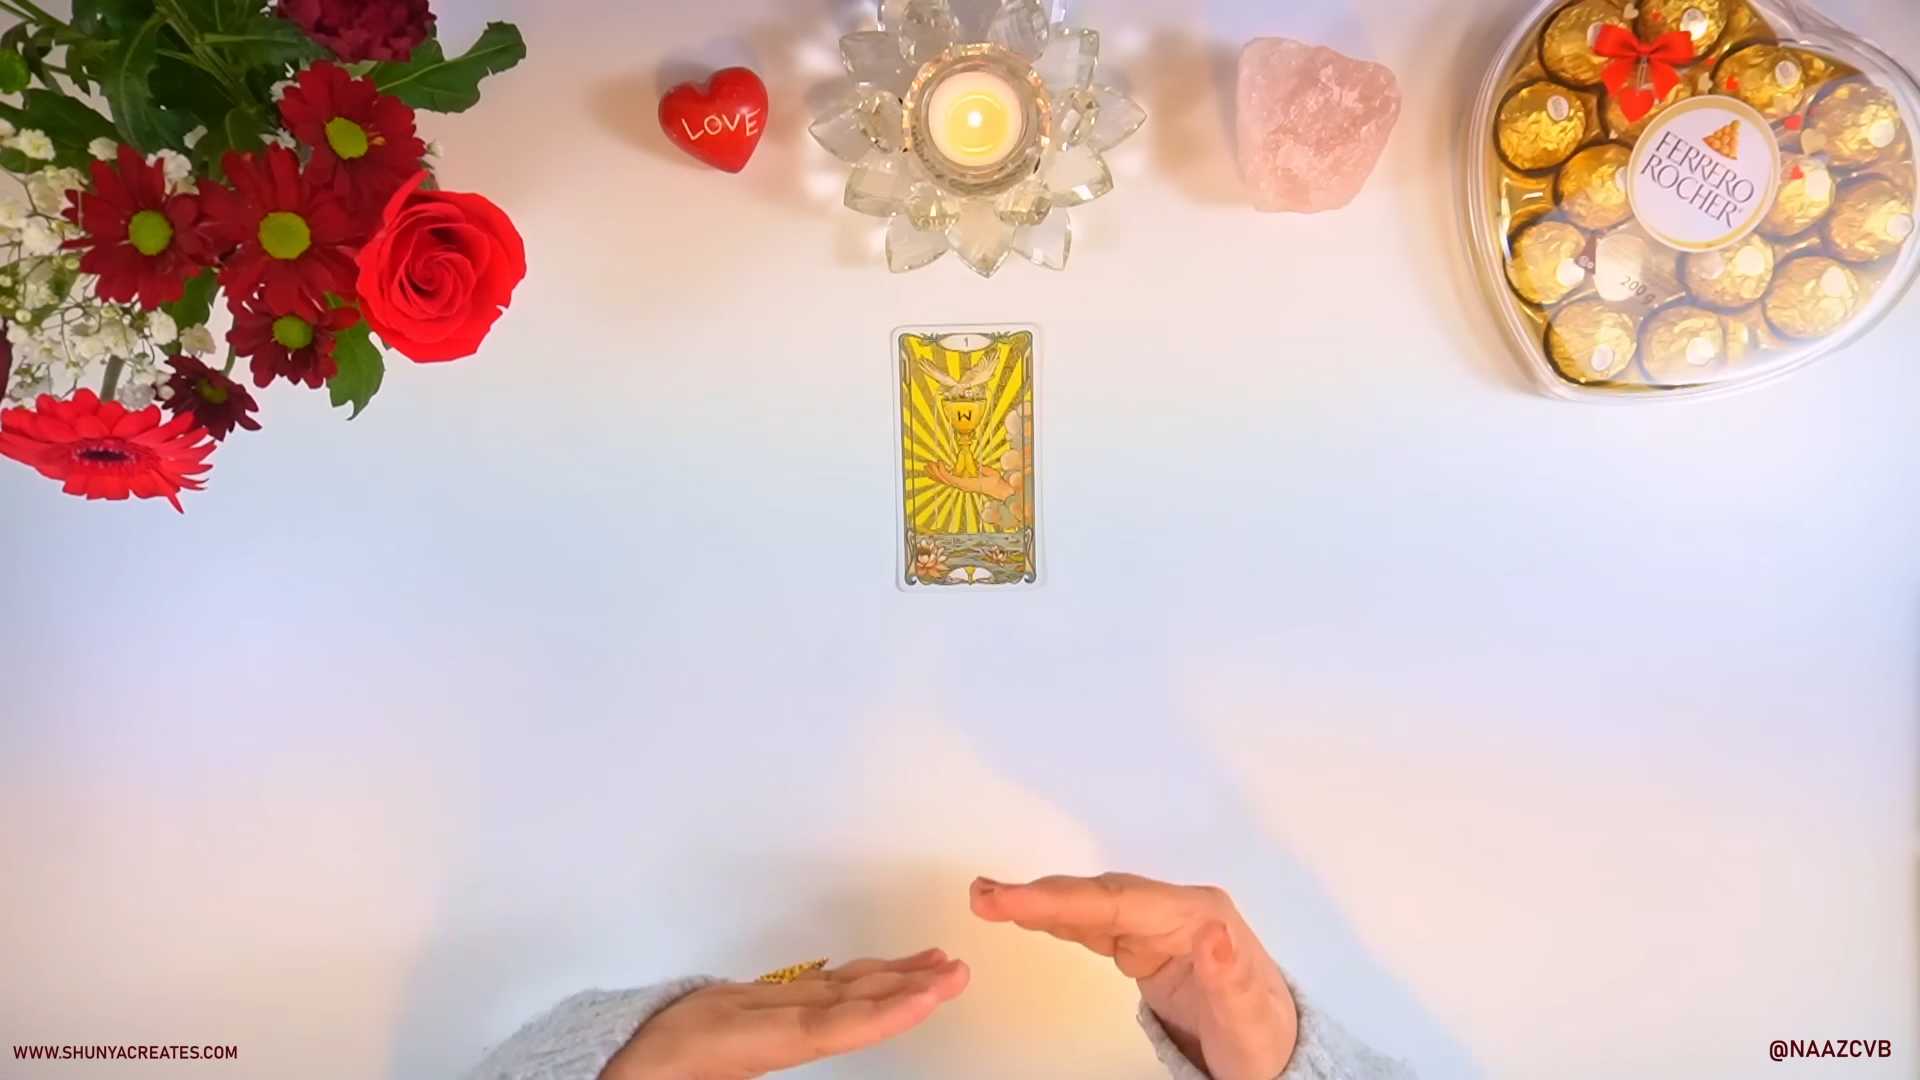 LOVE
FERRERO
ROCHER
200 g
1
W
WWW.SHUNYACREATES.COM
@NAAZCVB